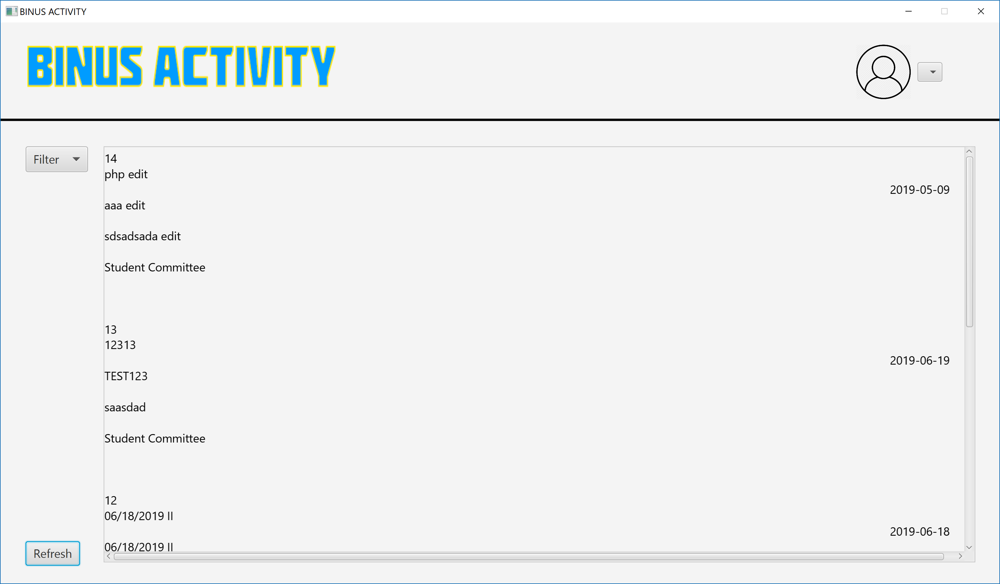 BINUS ACTIVITY
BINUS ACTIVITY
Filter
14
php edit
2019-05-09
aaa edit
sdsadsada edit
Student Committee
13
12313
2019-06-19
TEST123
saasdad
Student Committee
12
06/18/2019 II
2019-06-18
06/18/2019 II
Refresh